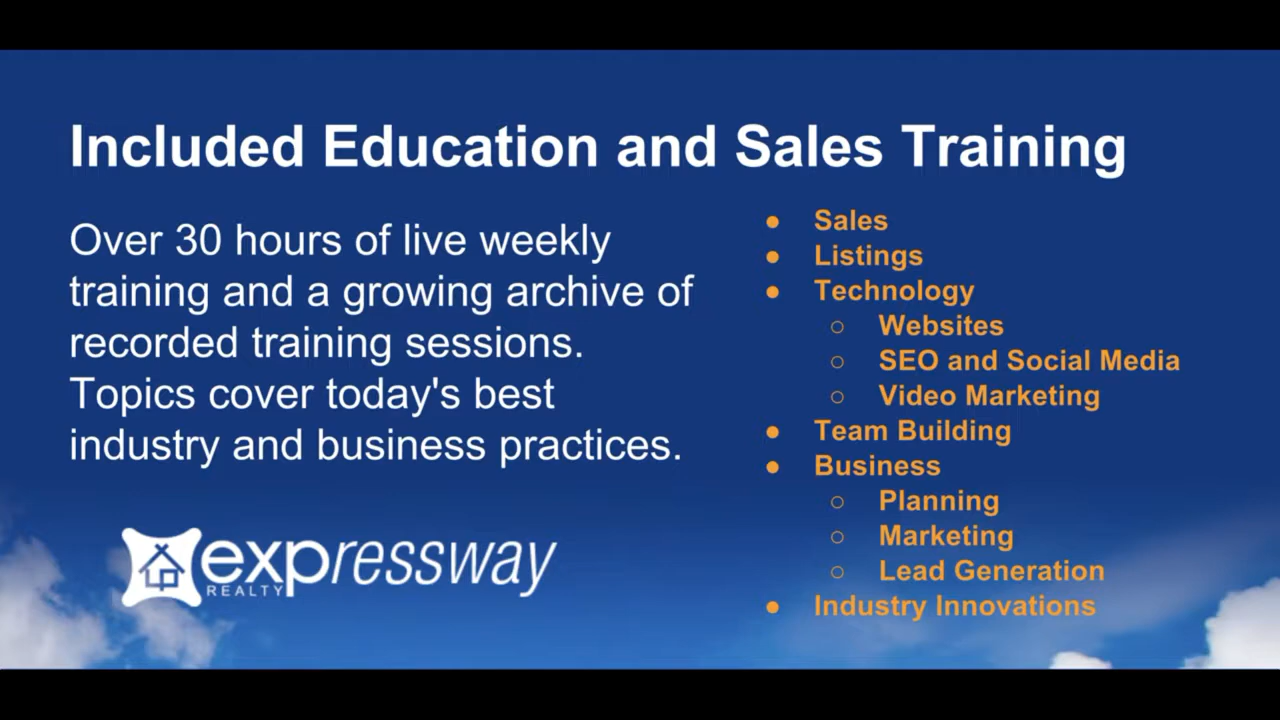 Included Education and Sales Training
Over 30 hours of live weekly
training and a growing archive of
recorded training sessions.
Topics cover today's best
industry and business practices.
● Sales
● Listings
● Technology
○ Websites
○ SEO and Social Media
○ Video Marketing
● Team Building
● Business
○ Planning
○ Marketing
○ Lead Generation
● Industry Innovations
expressway
REALTY